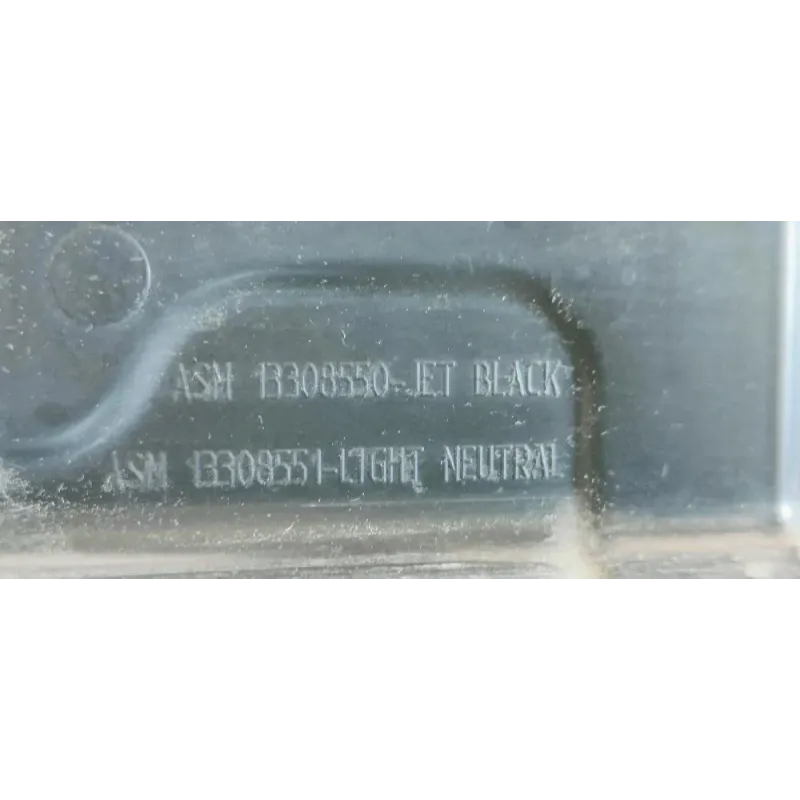 ASM 13308550-JET BLACK
ASM 13308551-LIGHT NEUTRAL